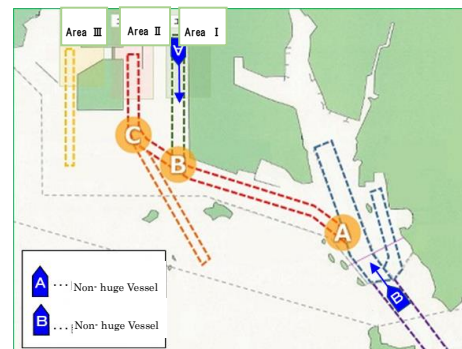 Area Ⅲ
Area Ⅱ
Area Ⅰ
A
C
B
A
B
A ・・・ Non- huge Vessel
B ・・・ Non- huge Vessel